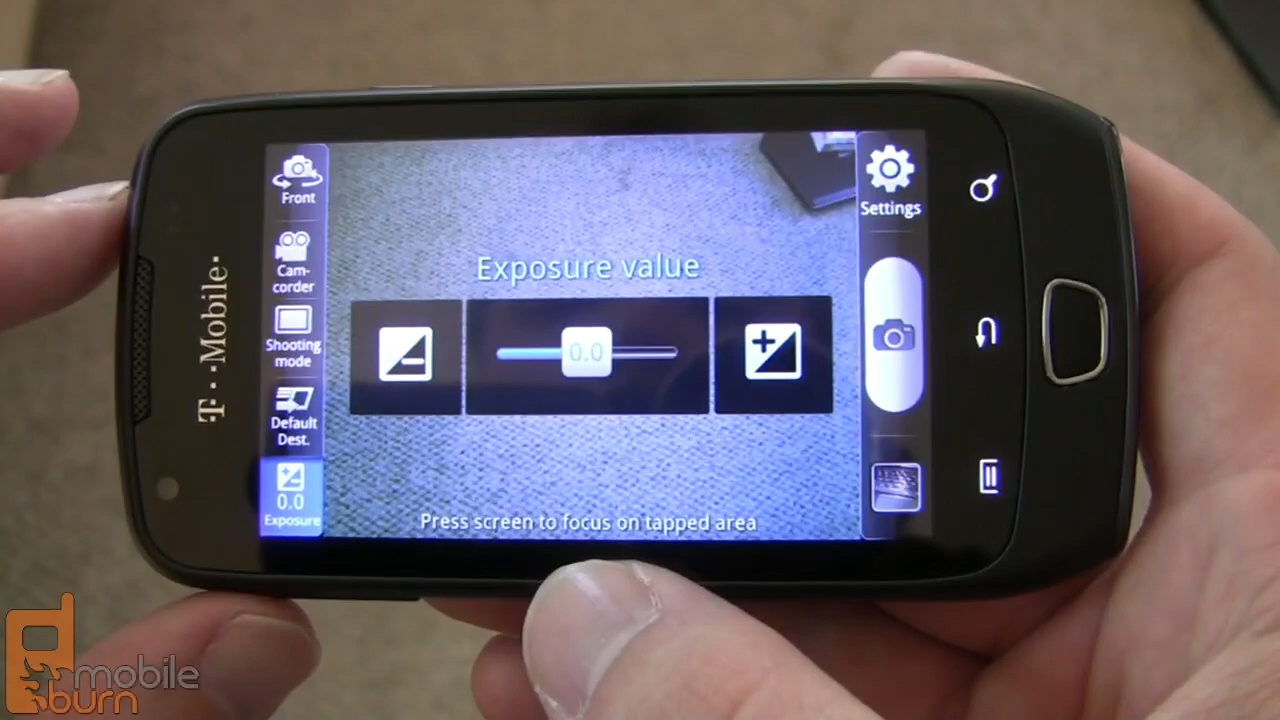 Front
Cam-
corder
Shooting
mode
Default
Dest.
0.0
Exposure
T··Mobile·
Exposure value
0.0
Press screen to focus on tapped area
Settings
mobile
burn